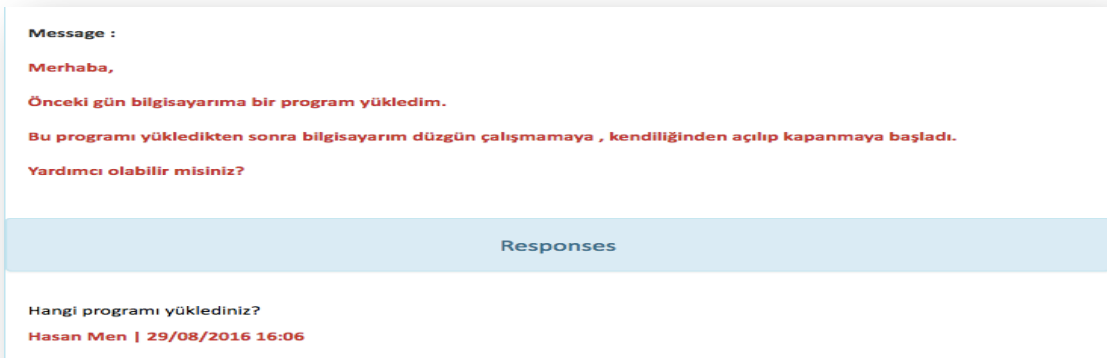 Message :
Merhaba,
Önceki gün bilgisayarıma bir program yükledim.
Bu programı yükledikten sonra bilgisayarım düzgün çalışmamaya , kendiliğinden açılıp kapanmaya başladı.
Yardımcı olabilir misiniz?
Responses
Hangi programı yüklediniz?
Hasan Men | 29/08/2016 16:06